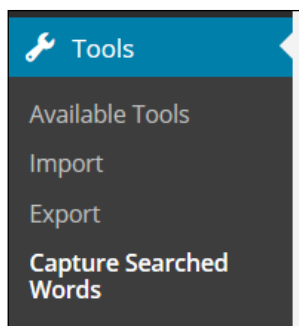 Tools
Available Tools
Import
Export
Capture Searched
Words